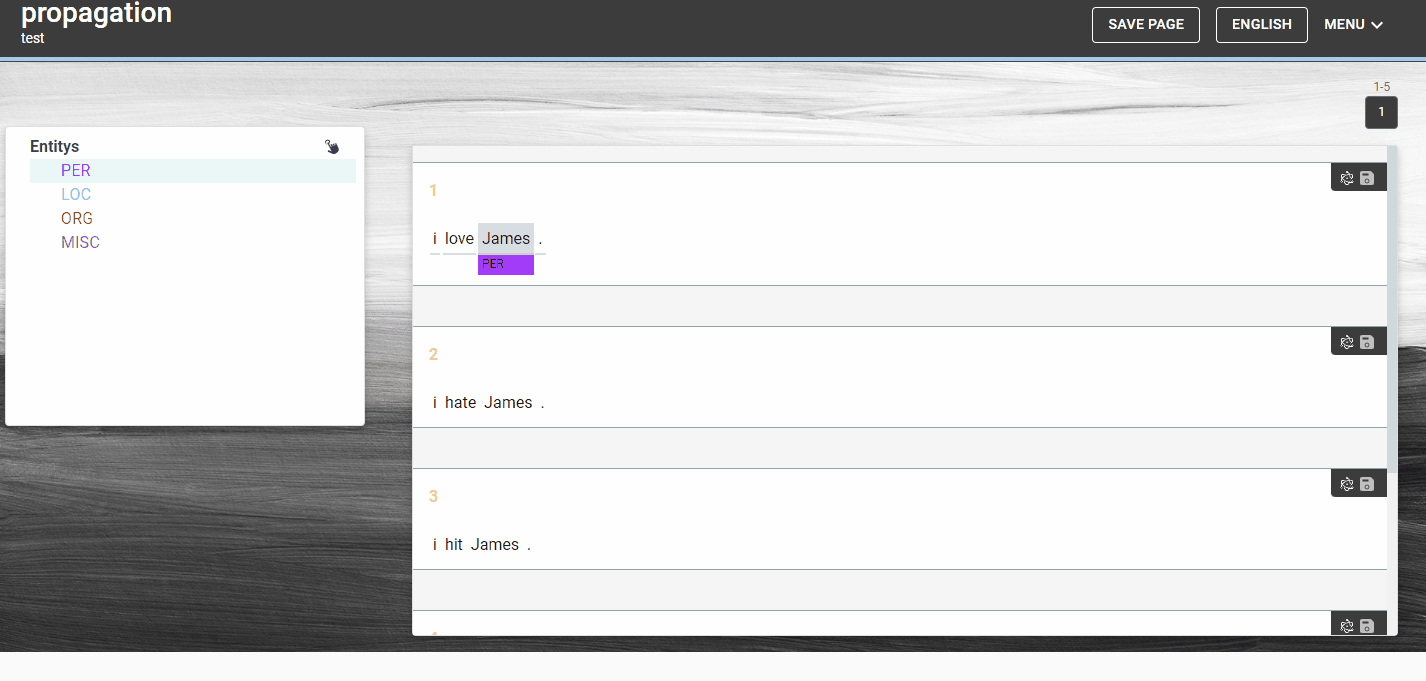 propagation
test
SAVE PAGE
ENGLISH
MENU
1-5
1
Entitys
PER
LOC
ORG
MISC
1
i love James .
PER
2
i hate James .
3
i hit James .